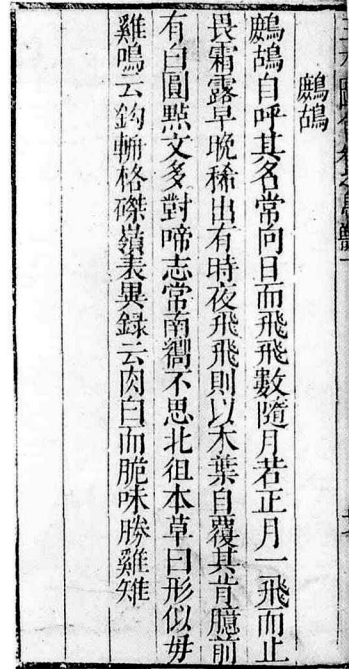 鷓鴣
鷓鴣自呼其名常向日而飛飛數隨月若正月一飛而止
畏霜露早晚稀出有時夜飛飛則以木葉自覆其背臆前
有白圓點文多對啼志常南嚮不思北徂本草曰形似毋
雞鳴云鈎輈格磔嶺表異録云肉白而脆味勝雞雉